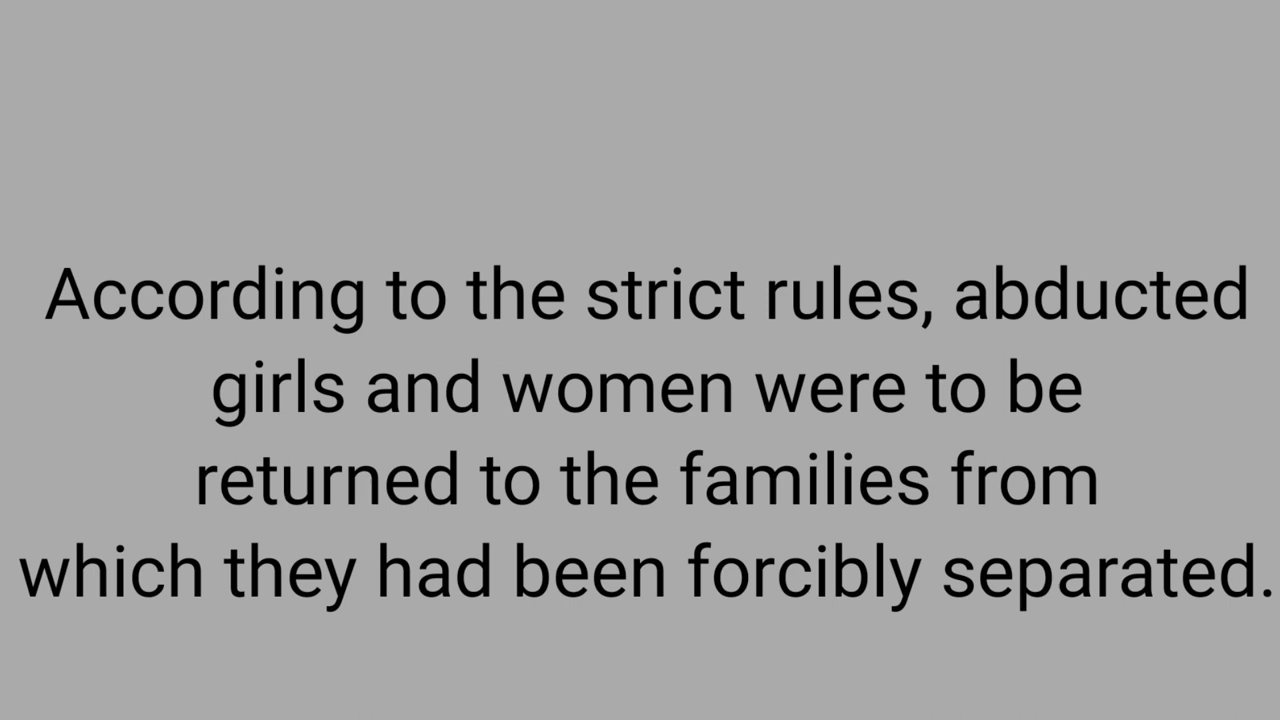 According to the strict rules, abducted
girls and women were to be
returned to the families from
which they had been forcibly separated.